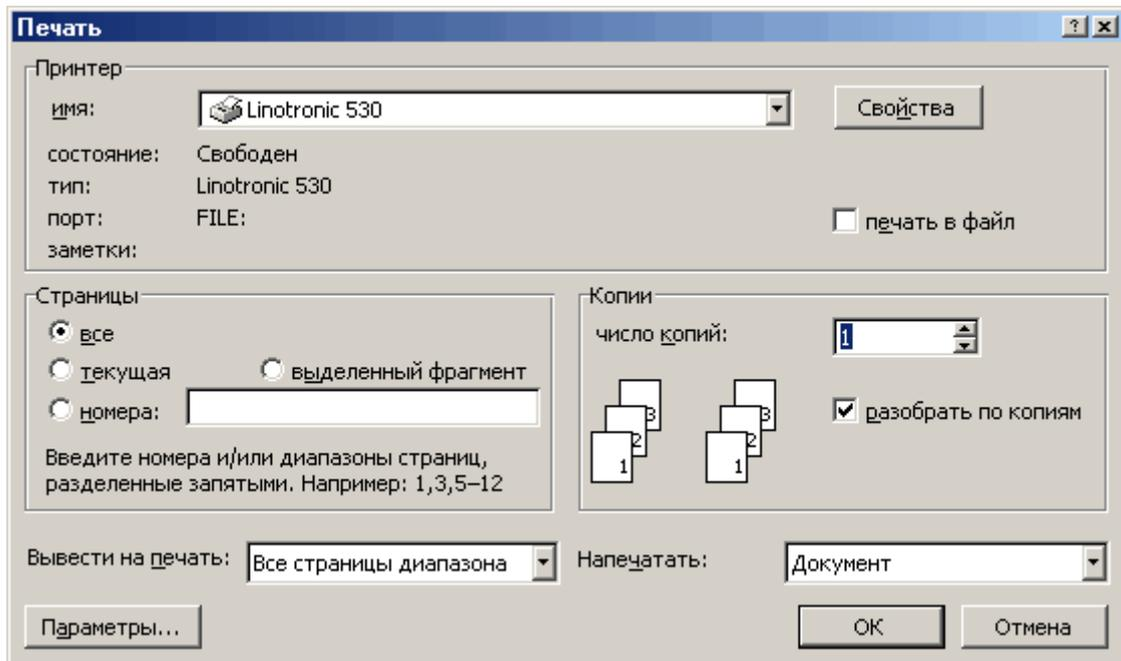 Печать
Принтер
имя: Linotronic 530 Свойства
состояние: Свободен
тип: Linotronic 530
порт: FILE: печать в файл
заметки:
Страницы
все
текущая выделенный фрагмент
номера:
Введите номера и/или диапазоны страниц,
разделенные запятыми. Например: 1,3,5–12
Копии
число копий: 1
3 3
2 2
1 1
разобрать по копиям
Вывести на печать: Все страницы диапазона Напечатать: Документ
Параметры... ОК Отмена